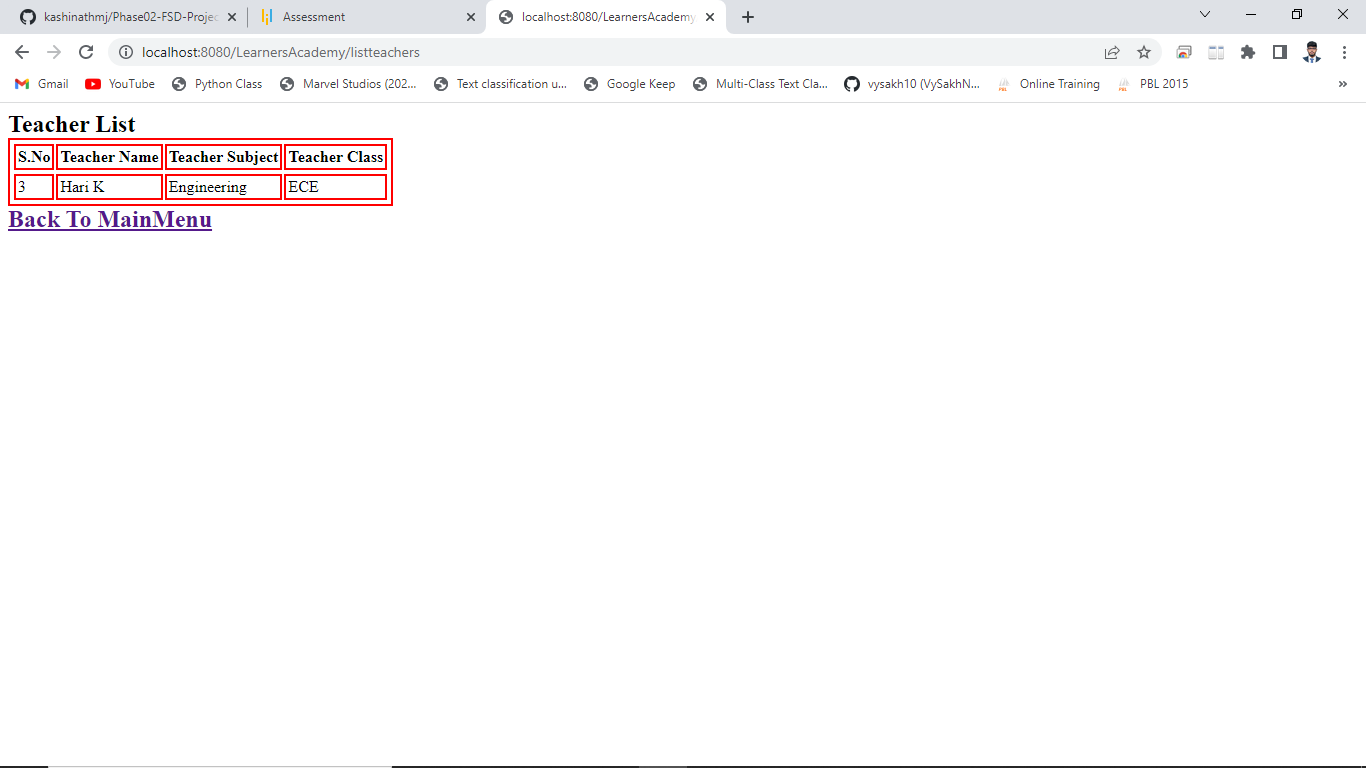 kashinathmj/Phase02-FSD-Projec
Assessment
localhost:8080/LearnersAcademy
localhost:8080/LearnersAcademy/listteachers
Gmail YouTube Python Class Marvel Studios (202... Text classification u... Google Keep Multi-Class Text Cla... vysakh10 (VySakhN... Online Training PBL 2015 »
Teacher List
S.No Teacher Name Teacher Subject Teacher Class
3 Hari K Engineering ECE
Back To MainMenu